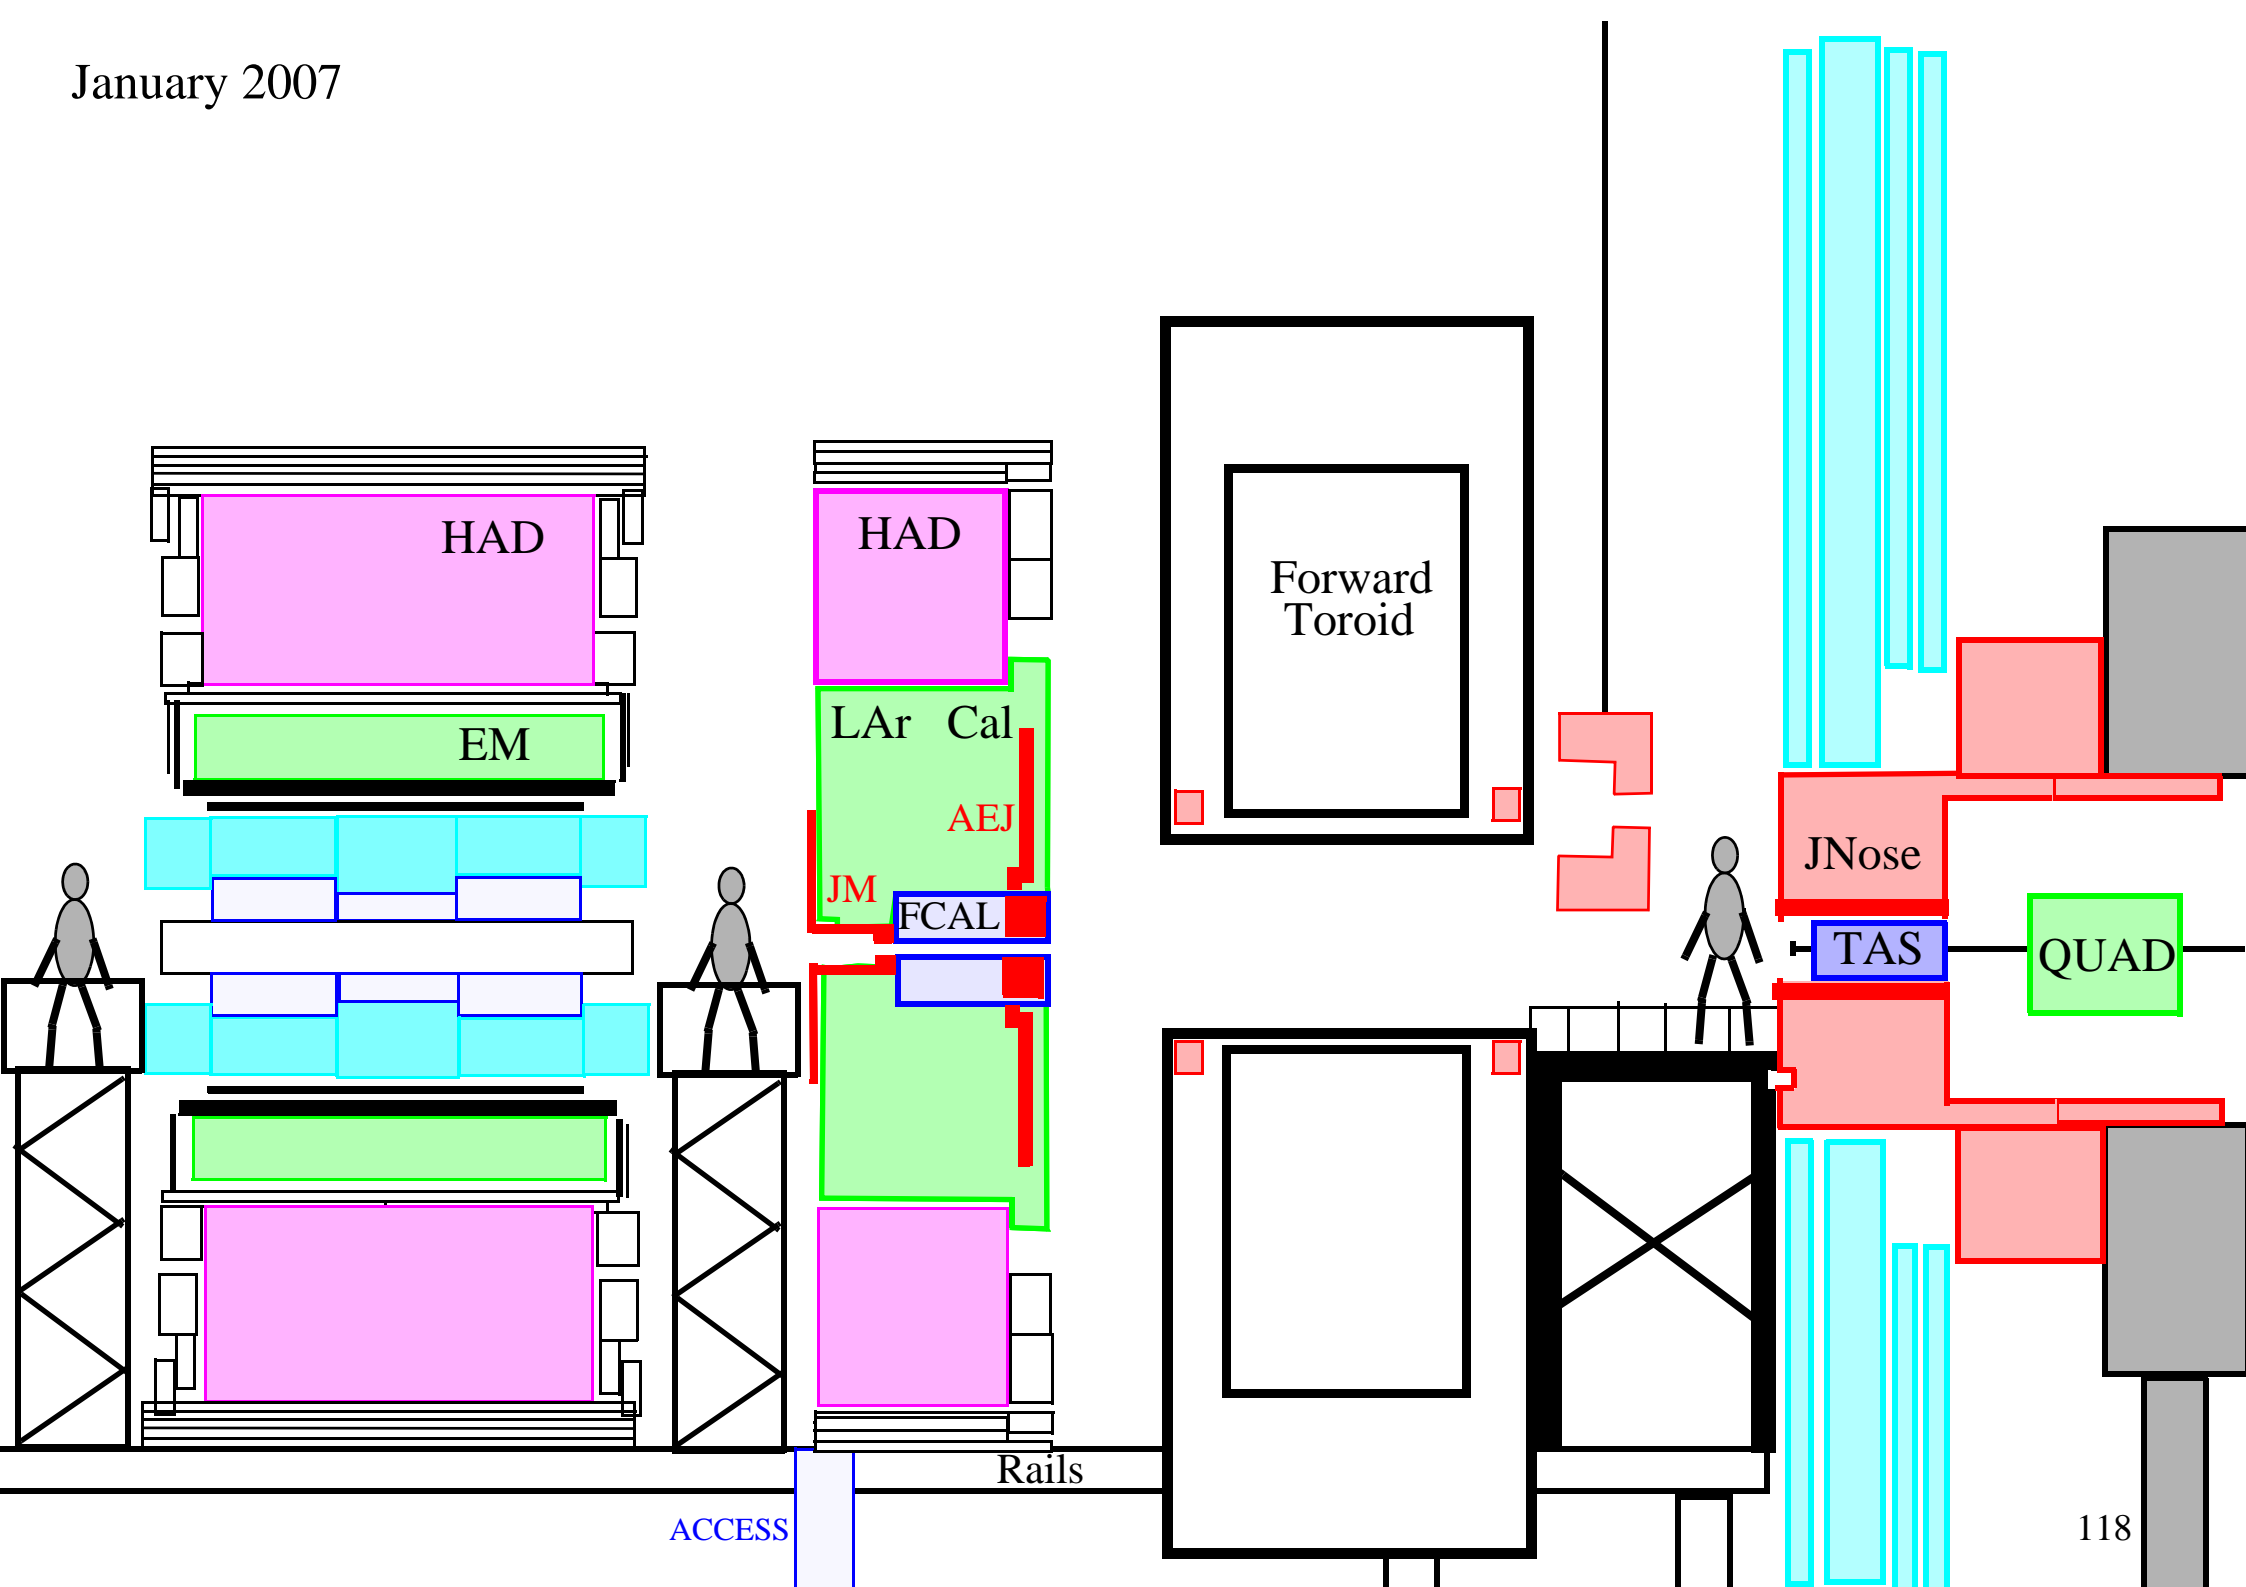 January 2007
HAD
HAD
Forward
Toroid
LAr Cal
EM
AEJ
JNose
JM
FCAL
TAS
QUAD
Rails
ACCESS
118